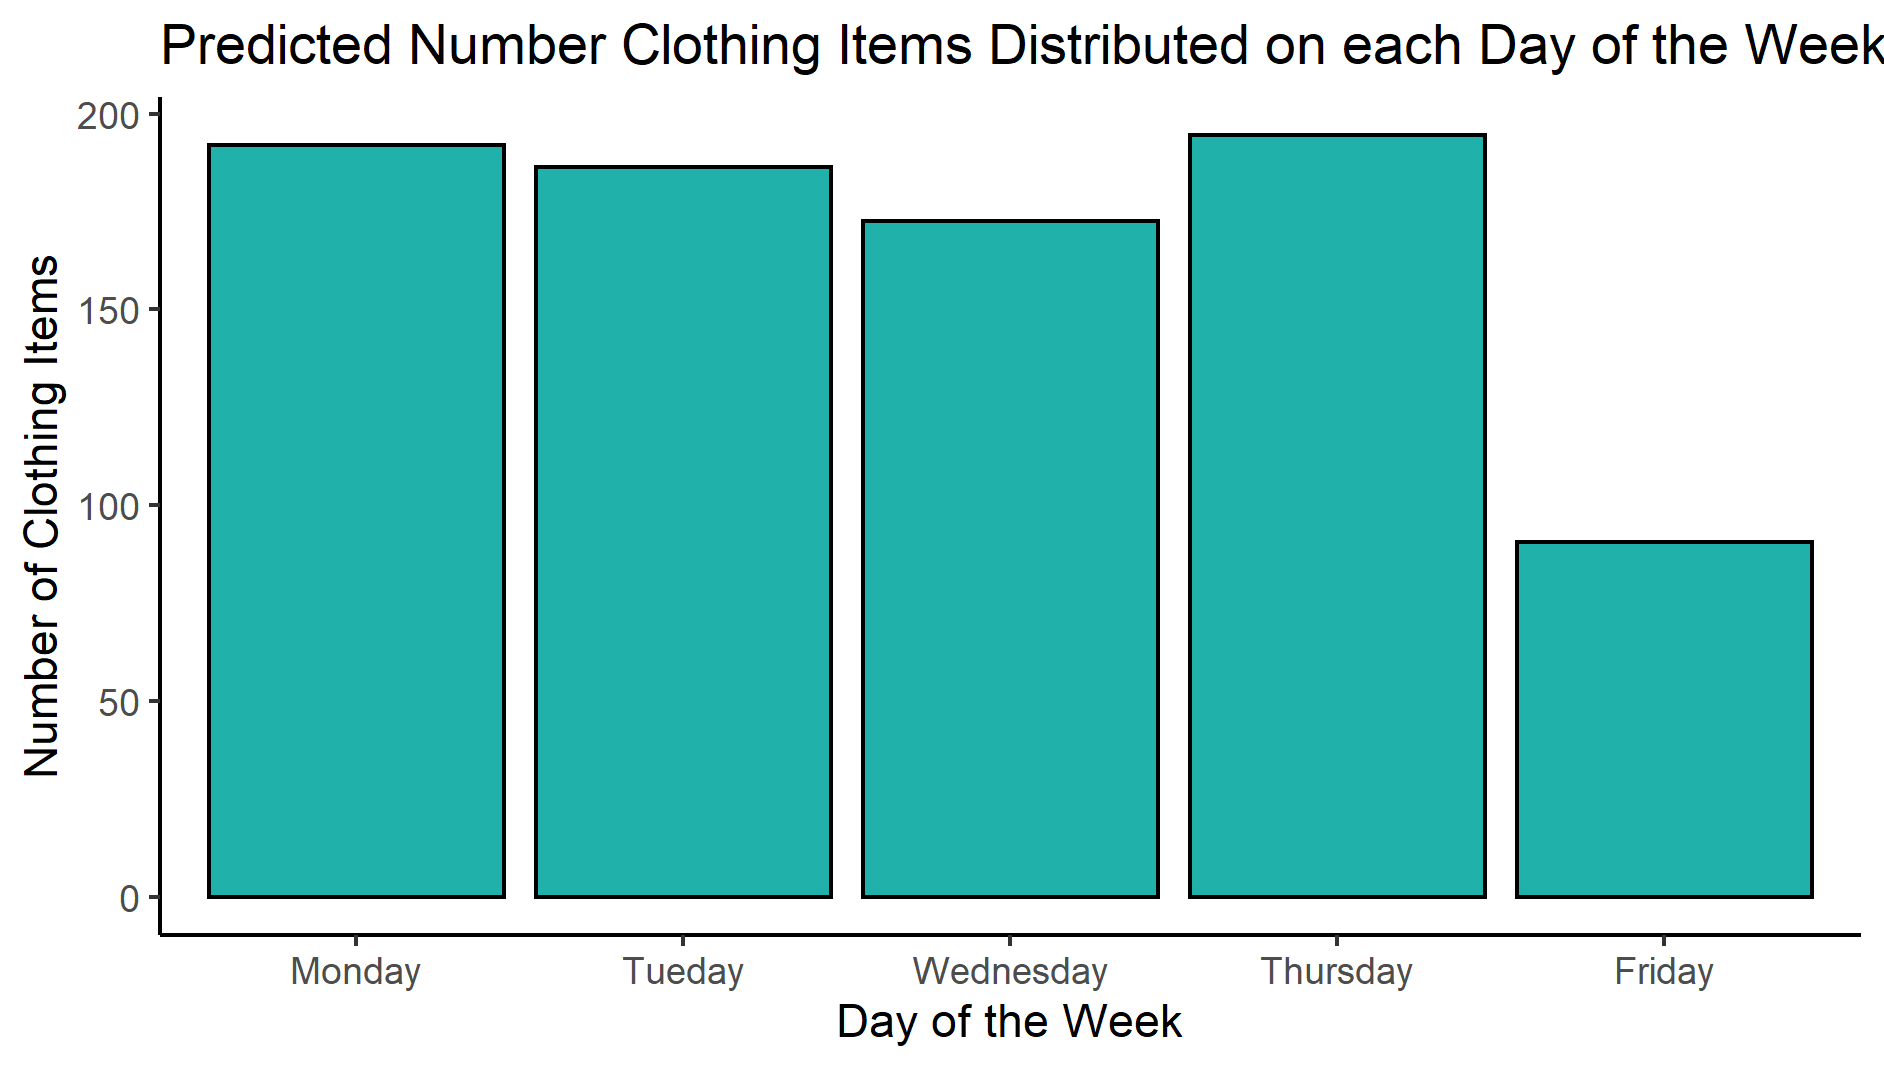 Predicted Number Clothing Items Distributed on each Day of the Week
Number of Clothing Items
200
150
100
50
0
Monday
Tueday
Wednesday
Thursday
Friday
Day of the Week